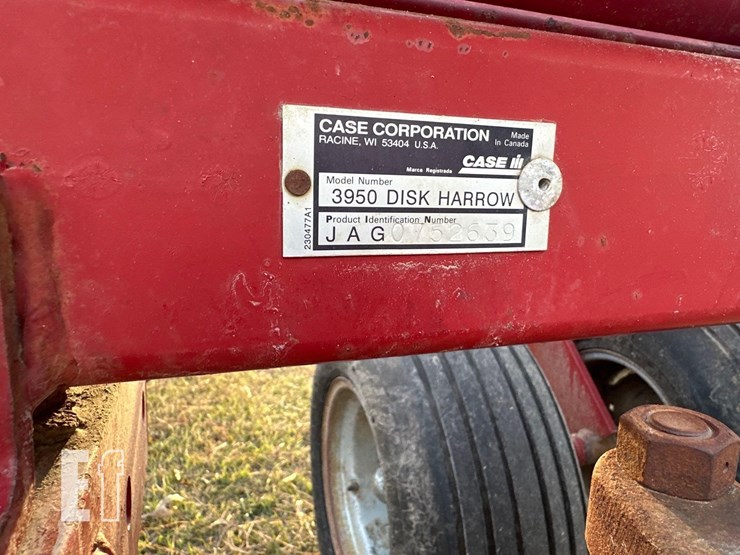 CASE CORPORATION
RACINE, WI 53404 U.S.A.
Made
In Canada
Marca Registrada
CASE IH
Model Number
3950 DISK HARROW
Product Identification Number
JAG0752639
230477A1
Ef